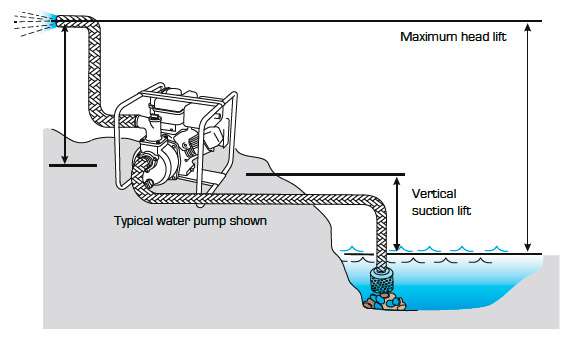 Maximum head lift
Vertical
suction lift
Typical water pump shown